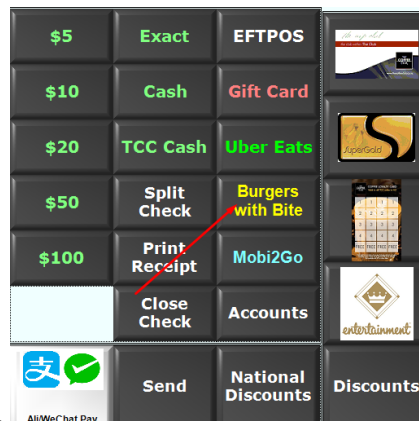 $5
Exact
EFTPOS
$10
Cash
Gift Card
$20
TCC Cash
Uber Eats
SuperGold
$50
Split
Check
Burgers
with Bite
$100
Print
Receipt
Mobi2Go
Close
Check
Accounts
entertainment
支
Ali/WeChat Pay
Send
National
Discounts
Discounts